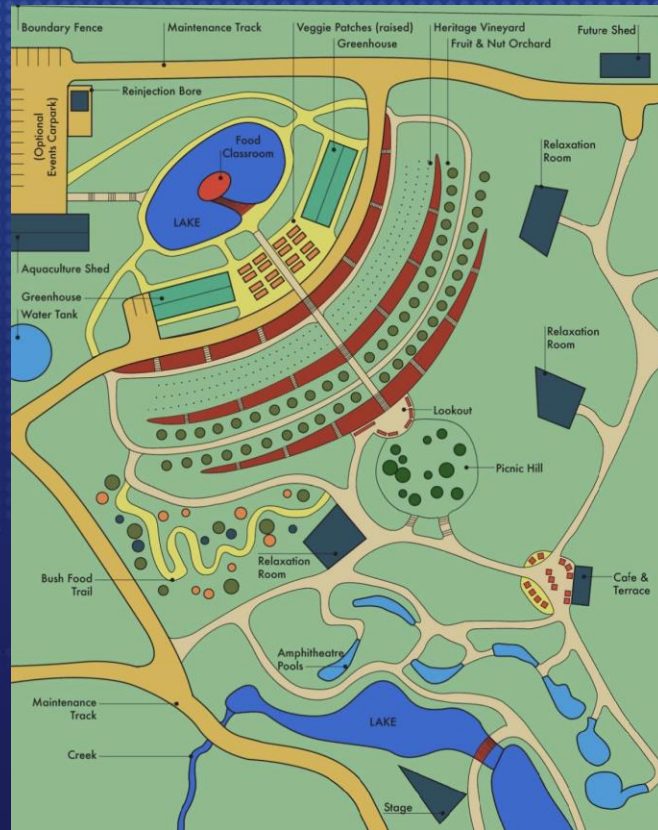 Boundary Fence
Maintenance Track
Veggie Patches (raised)
Greenhouse
Heritage Vineyard
Fruit & Nut Orchard
Future Shed
Reinjection Bore
(Optional
Events Carpark)
Food
Classroom
Relaxation
Room
LAKE
Aquaculture Shed
Greenhouse
Water Tank
Relaxation
Room
Lookout
Picnic Hill
Relaxation
Room
Bush Food
Trail
Cafe &
Terrace
Amphitheatre
Pools
Maintenance
Track
LAKE
Creek
Stage